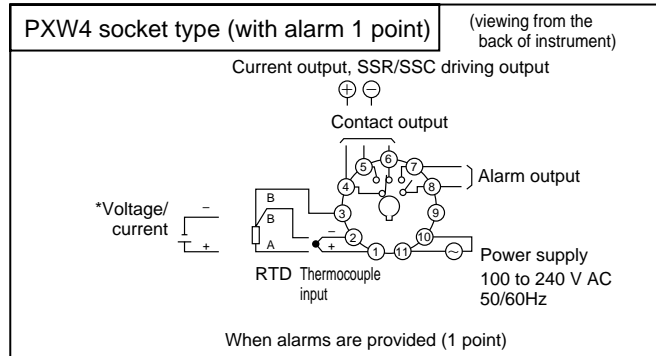 PXW4 socket type (with alarm 1 point)
(viewing from the
back of instrument)
Current output, SSR/SSC driving output
+ −
Contact output
5 6 7
4 8
Alarm output
3 9
2 10
1 11
*Voltage/
current
−
+
B
B
A
−
+
RTD
Thermocouple
input
Power supply
100 to 240 V AC
50/60Hz
When alarms are provided (1 point)